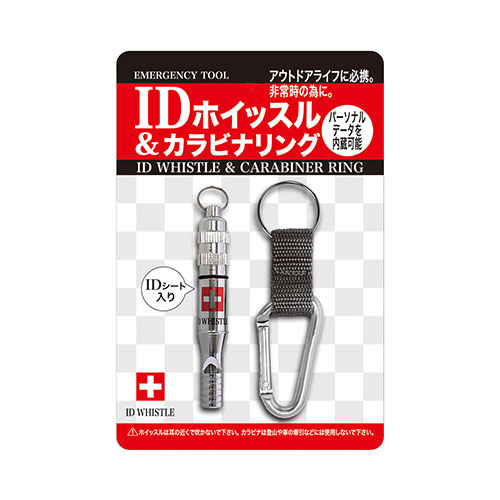 EMERGENCY TOOL
アウトドアライフに必携。
非常時の為に。
IDホイッスル
&カラビナリング
パーソナル
データを
内蔵可能
ID WHISTLE & CARABINER RING
IDシート
入り
ID WHISTLE
ID WHISTLE
⚠ホイッスルは耳の近くで吹かないで下さい。カラビナは登山や車の牽引などには使用しないで下さい。